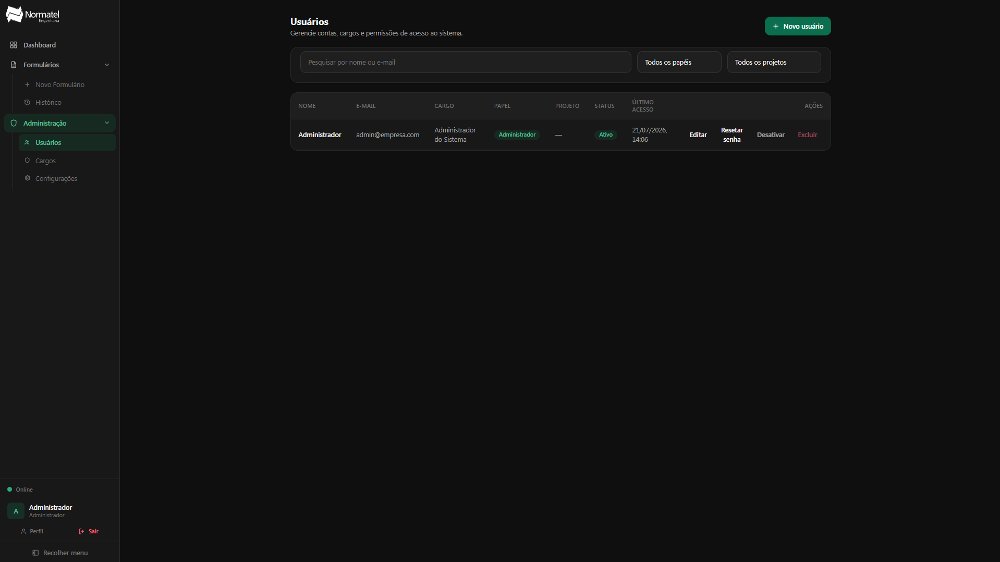 Normatel
Engenharia
Dashboard
Formulários
Novo Formulário
Histórico
Administração
Usuários
Cargos
Configurações
Online
A
Administrador
Administrador
Perfil
Sair
Recolher menu
Usuários
Gerencie contas, cargos e permissões de acesso ao sistema.
+ Novo usuário
Pesquisar por nome ou e-mail
Todos os papéis
Todos os projetos
NOME E-MAIL CARGO PAPEL PROJETO STATUS ÚLTIMO ACESSO AÇÕES
Administrador admin@empresa.com Administrador do Sistema Administrador — Ativo 21/07/2026, 14:06 Editar Resetar senha Desativar Excluir